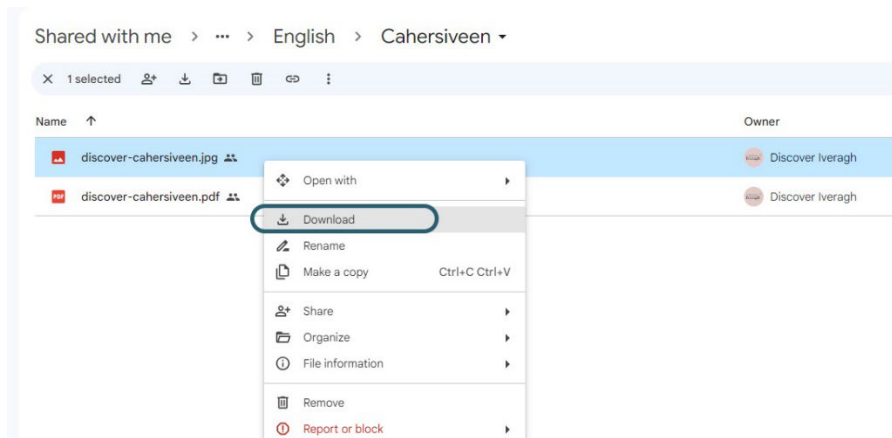 Shared with me > ... > English > Cahersiveen
1 selected
Name Owner
discover-cahersiveen.jpg Discover Iveragh
PDF discover-cahersiveen.pdf Discover Iveragh
Open with
Download
Rename
Make a copy Ctrl+C Ctrl+V
Share
Organize
File information
Remove
Report or block